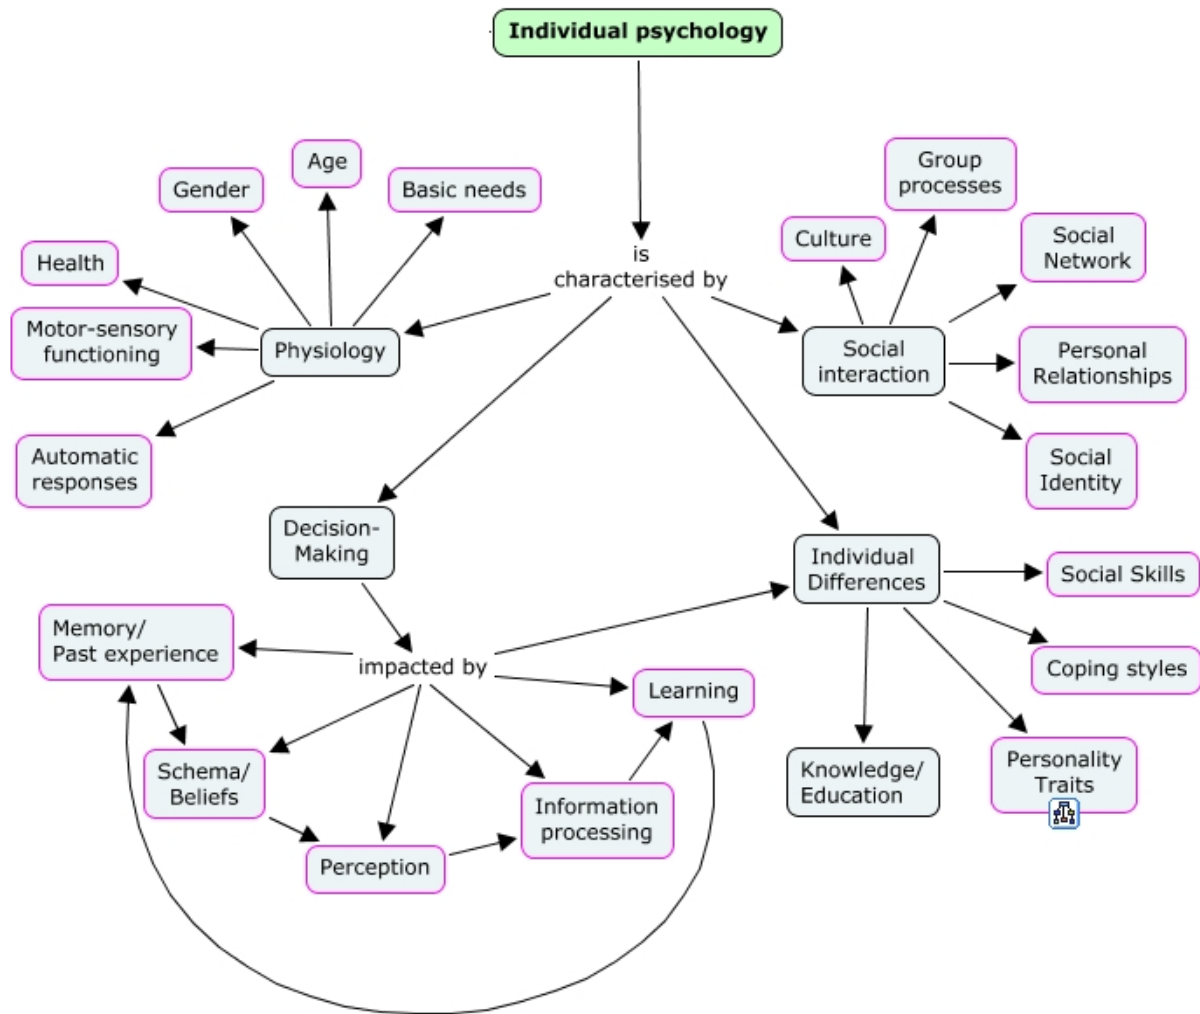 Individual psychology
Age
Gender
Basic needs
Group
processes
Culture
Social
Network
Health
is
characterised by
Motor-sensory
functioning
Physiology
Social
interaction
Personal
Relationships
Automatic
responses
Social
Identity
Decision-
Making
Individual
Differences
Social Skills
Memory/
Past experience
impacted by
Learning
Coping styles
Schema/
Beliefs
Information
processing
Knowledge/
Education
Personality
Traits
Perception